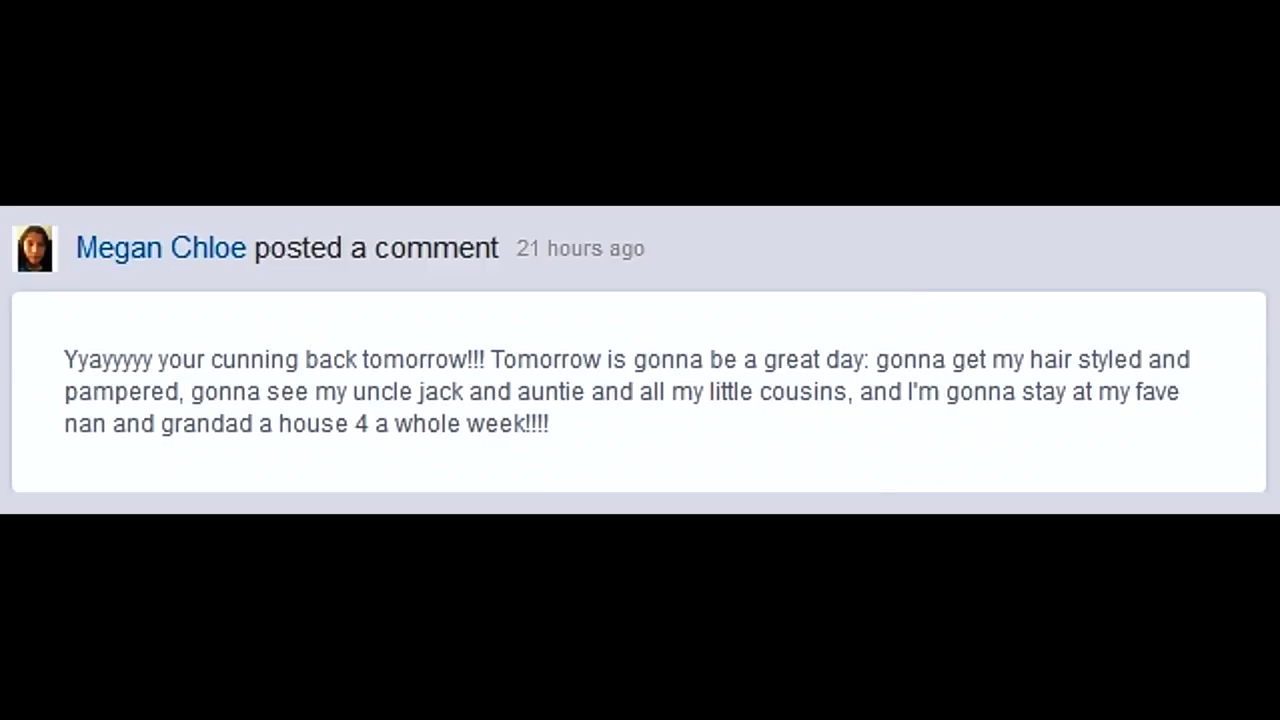 Megan Chloe posted a comment 21 hours ago
Yyayyyyy your cunning back tomorrow!!! Tomorrow is gonna be a great day: gonna get my hair styled and
pampered, gonna see my uncle jack and auntie and all my little cousins, and I'm gonna stay at my fave
nan and grandad a house 4 a whole week!!!!